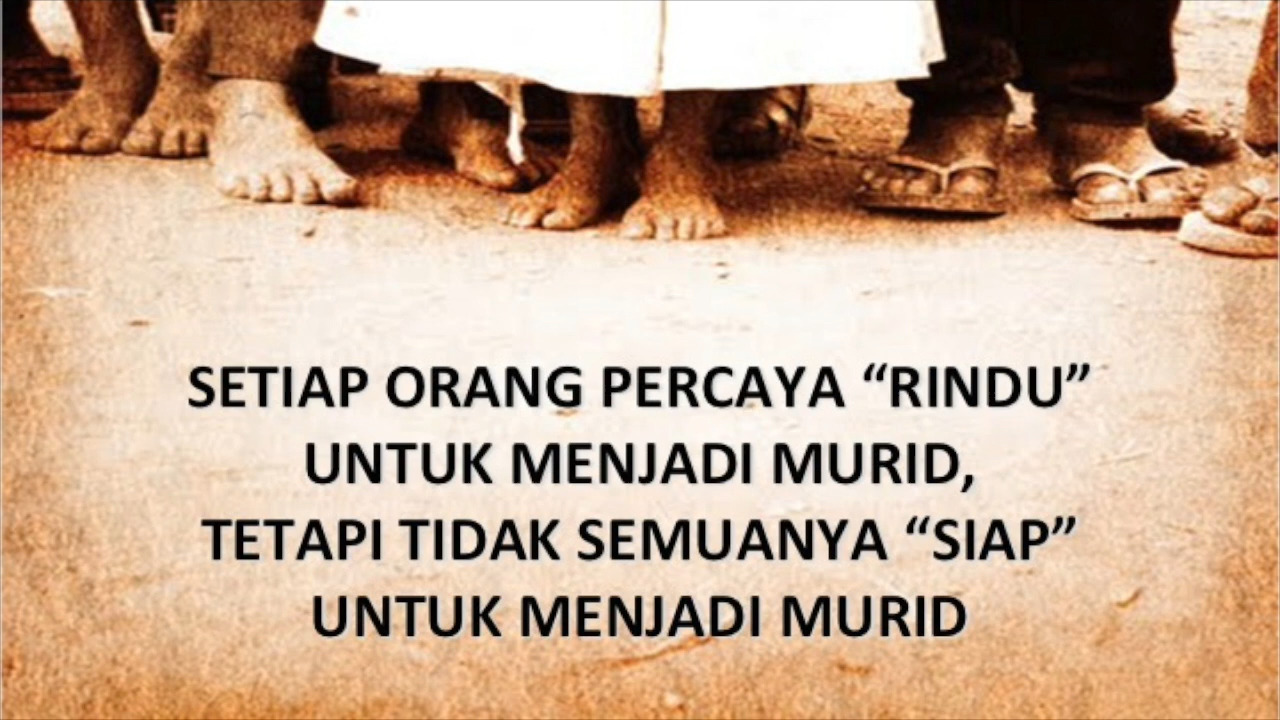 SETIAP ORANG PERCAYA “RINDU”
UNTUK MENJADI MURID,
TETAPI TIDAK SEMUANYA “SIAP”
UNTUK MENJADI MURID